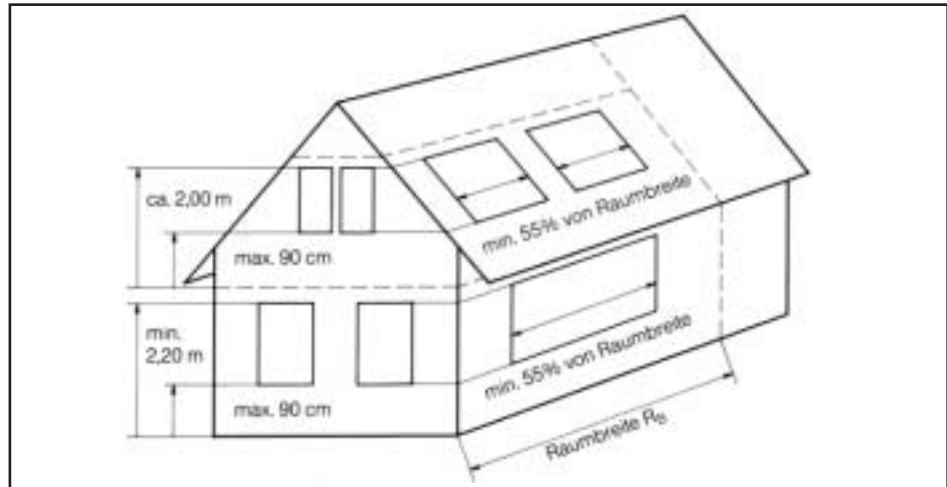 ca. 2,00 m
max. 90 cm
min.
2,20 m
max. 90 cm
min. 55% von Raumbreite
min. 55% von Raumbreite
Raumbreite R_B